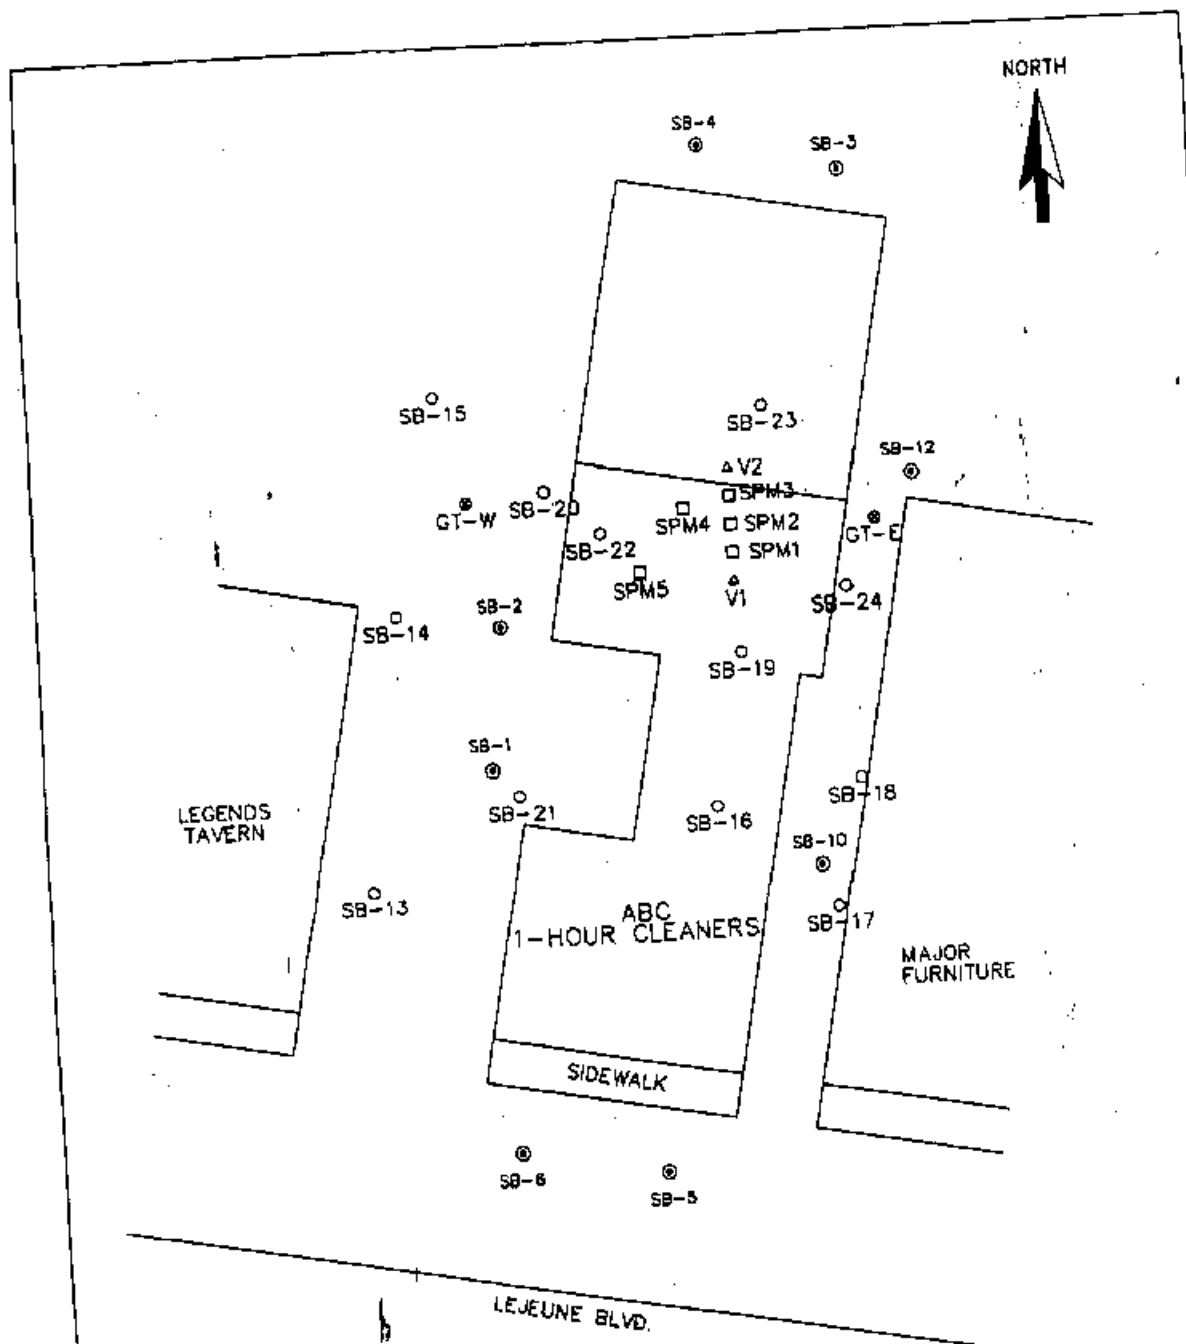 NORTH
SB-4
SB-3
SB-15
SB-23
SB-12
V2
SPM3
SB-20
GT-W
SPM4
SPM2
GT-E
SB-22
SPM1
SPM5
V1
SB-24
SB-2
SB-14
SB-19
SB-1
SB-18
SB-21
SB-16
LEGENDS
TAVERN
SB-10
SB-13
ABC
1-HOUR CLEANERS
SB-17
MAJOR
FURNITURE
SIDEWALK
SB-6
SB-5
LEJEUNE BLVD.